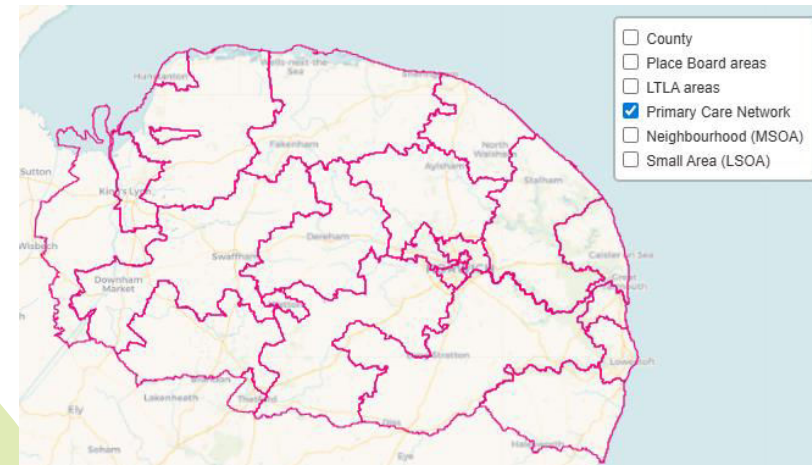 County
Place Board areas
LTLA areas
Primary Care Network
Neighbourhood (MSOA)
Small Area (LSOA)
Wells-next-the
Sea
Hunstanton
Sheringham
Fakenham
North
Walsham
Aylsham
Stalham
Sutton
King's Lynn
Wisbech
Dereham
Swaffham
Caister on Sea
Great
Downham
Market
Stratton
Lowestoft
Brandon
Lakenheath
Thetford
Diss
Ely
Eye
Soham